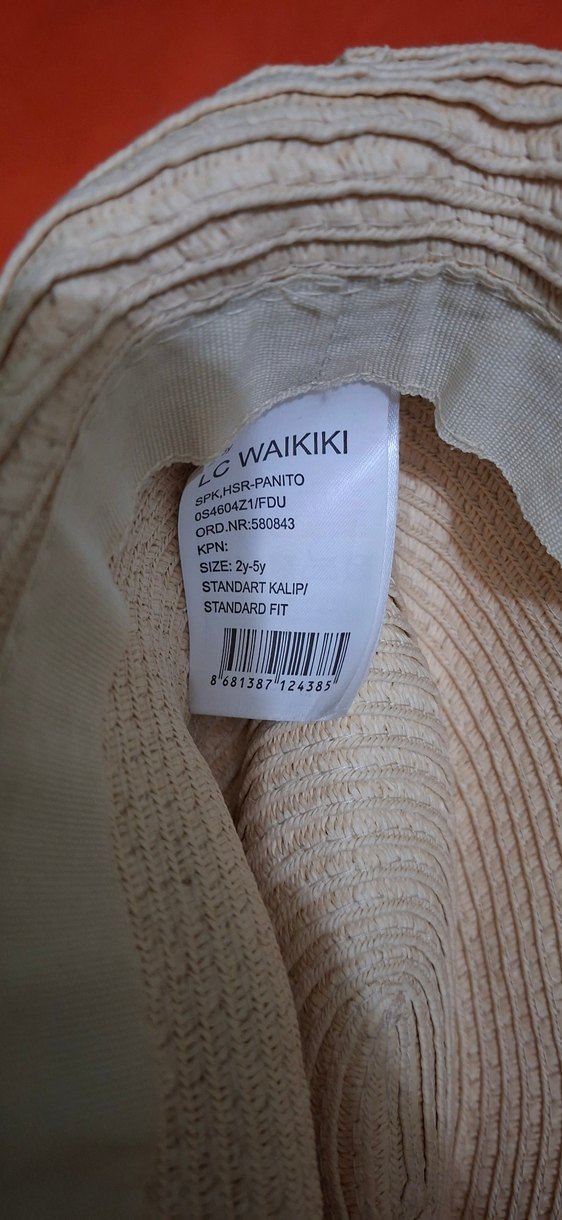 LC WAIKIKI
SPK,HSR-PANITO
0S4604Z1/FDU
ORD.NR:580843
KPN:
SIZE: 2y-5y
STANDART KALIP/
STANDARD FIT
8 681387 124385